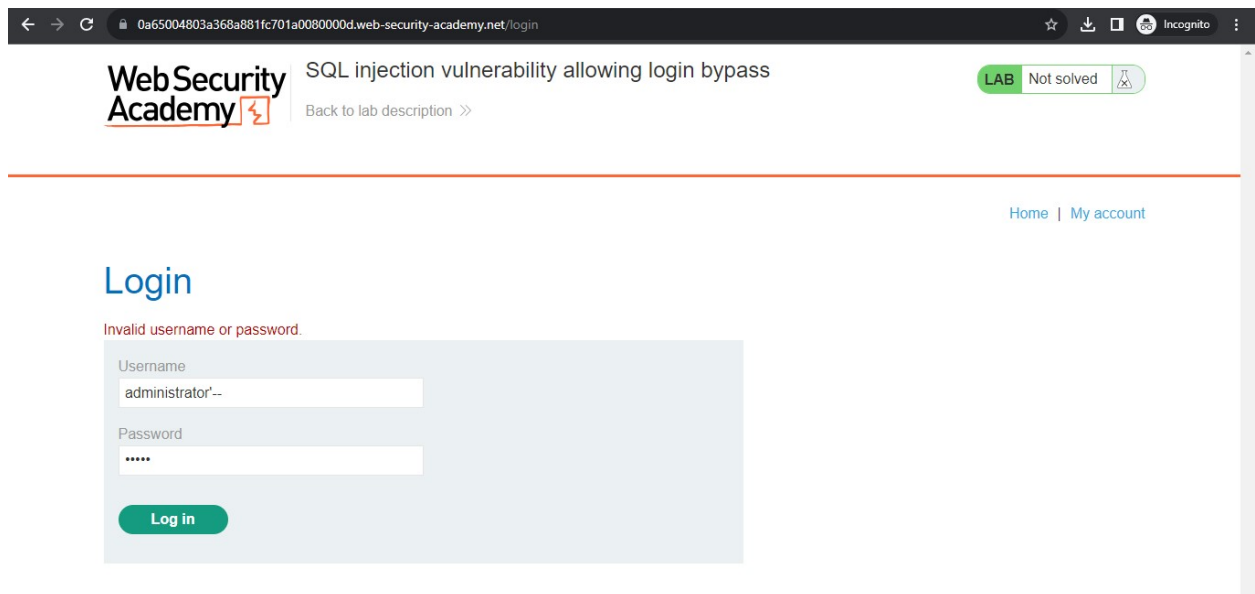 0a65004803a368a881fc701a0080000d.web-security-academy.net/login
Incognito
Web Security
Academy
SQL injection vulnerability allowing login bypass
Back to lab description
LAB Not solved
Home | My account
Login
Invalid username or password.
Username
administrator'--
Password
•••••
Log in